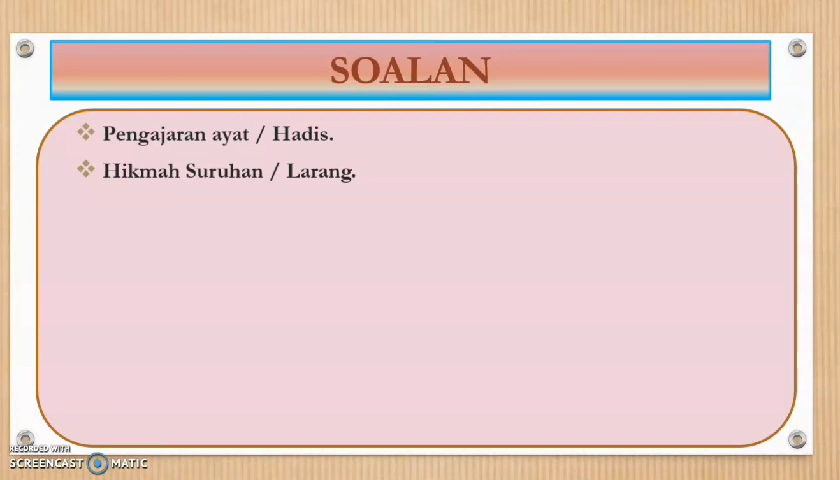 SOALAN
Pengajaran ayat / Hadis.
Hikmah Suruhan / Larang.
RECORDED WITH
SCREENCAST MATIC